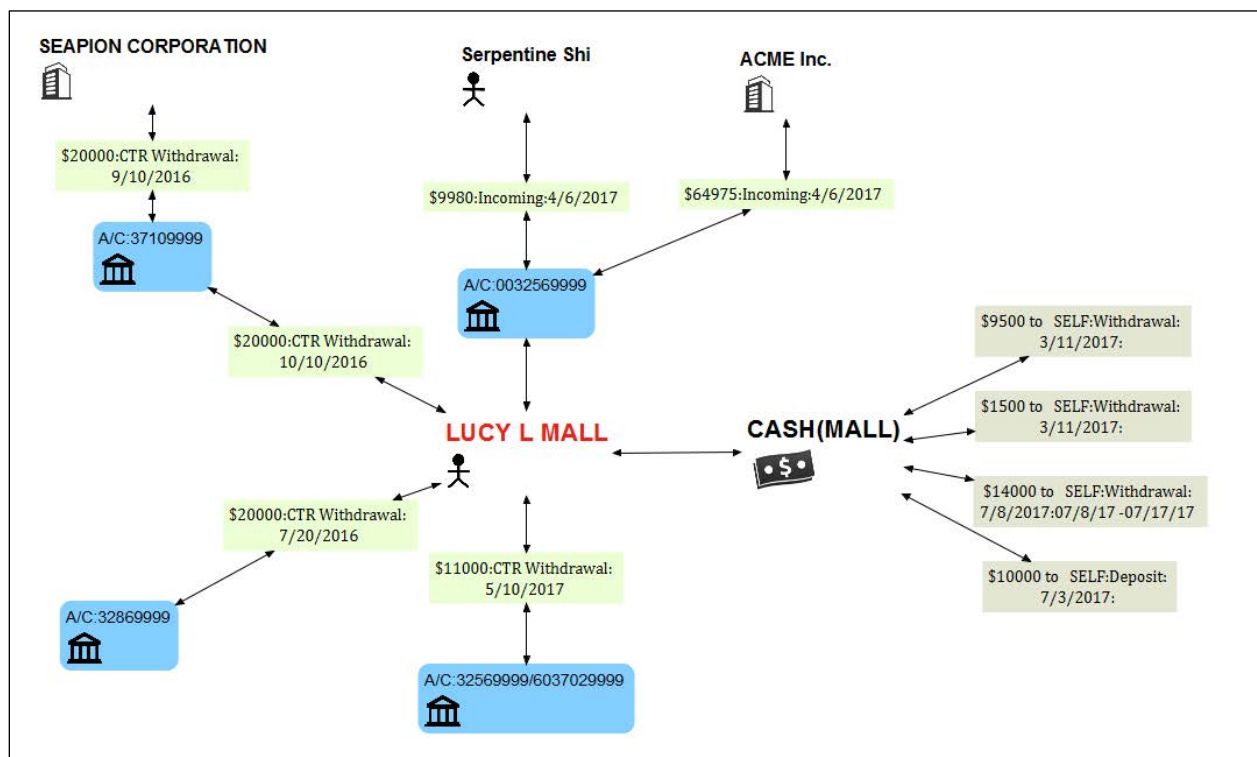 SEAPION CORPORATION
Serpentine Shi
ACME Inc.
$20000:CTR Withdrawal:
9/10/2016
$9980:Incoming:4/6/2017
$64975:Incoming:4/6/2017
A/C:37109999
A/C:0032569999
$20000:CTR Withdrawal:
10/10/2016
$9500 to SELF:Withdrawal:
3/11/2017:
$1500 to SELF:Withdrawal:
3/11/2017:
LUCY L MALL
CASH(MALL)
$14000 to SELF:Withdrawal:
7/8/2017:07/8/17 -07/17/17
$20000:CTR Withdrawal:
7/20/2016
$11000:CTR Withdrawal:
5/10/2017
$10000 to SELF:Deposit:
7/3/2017:
A/C:32869999
A/C:32569999/6037029999